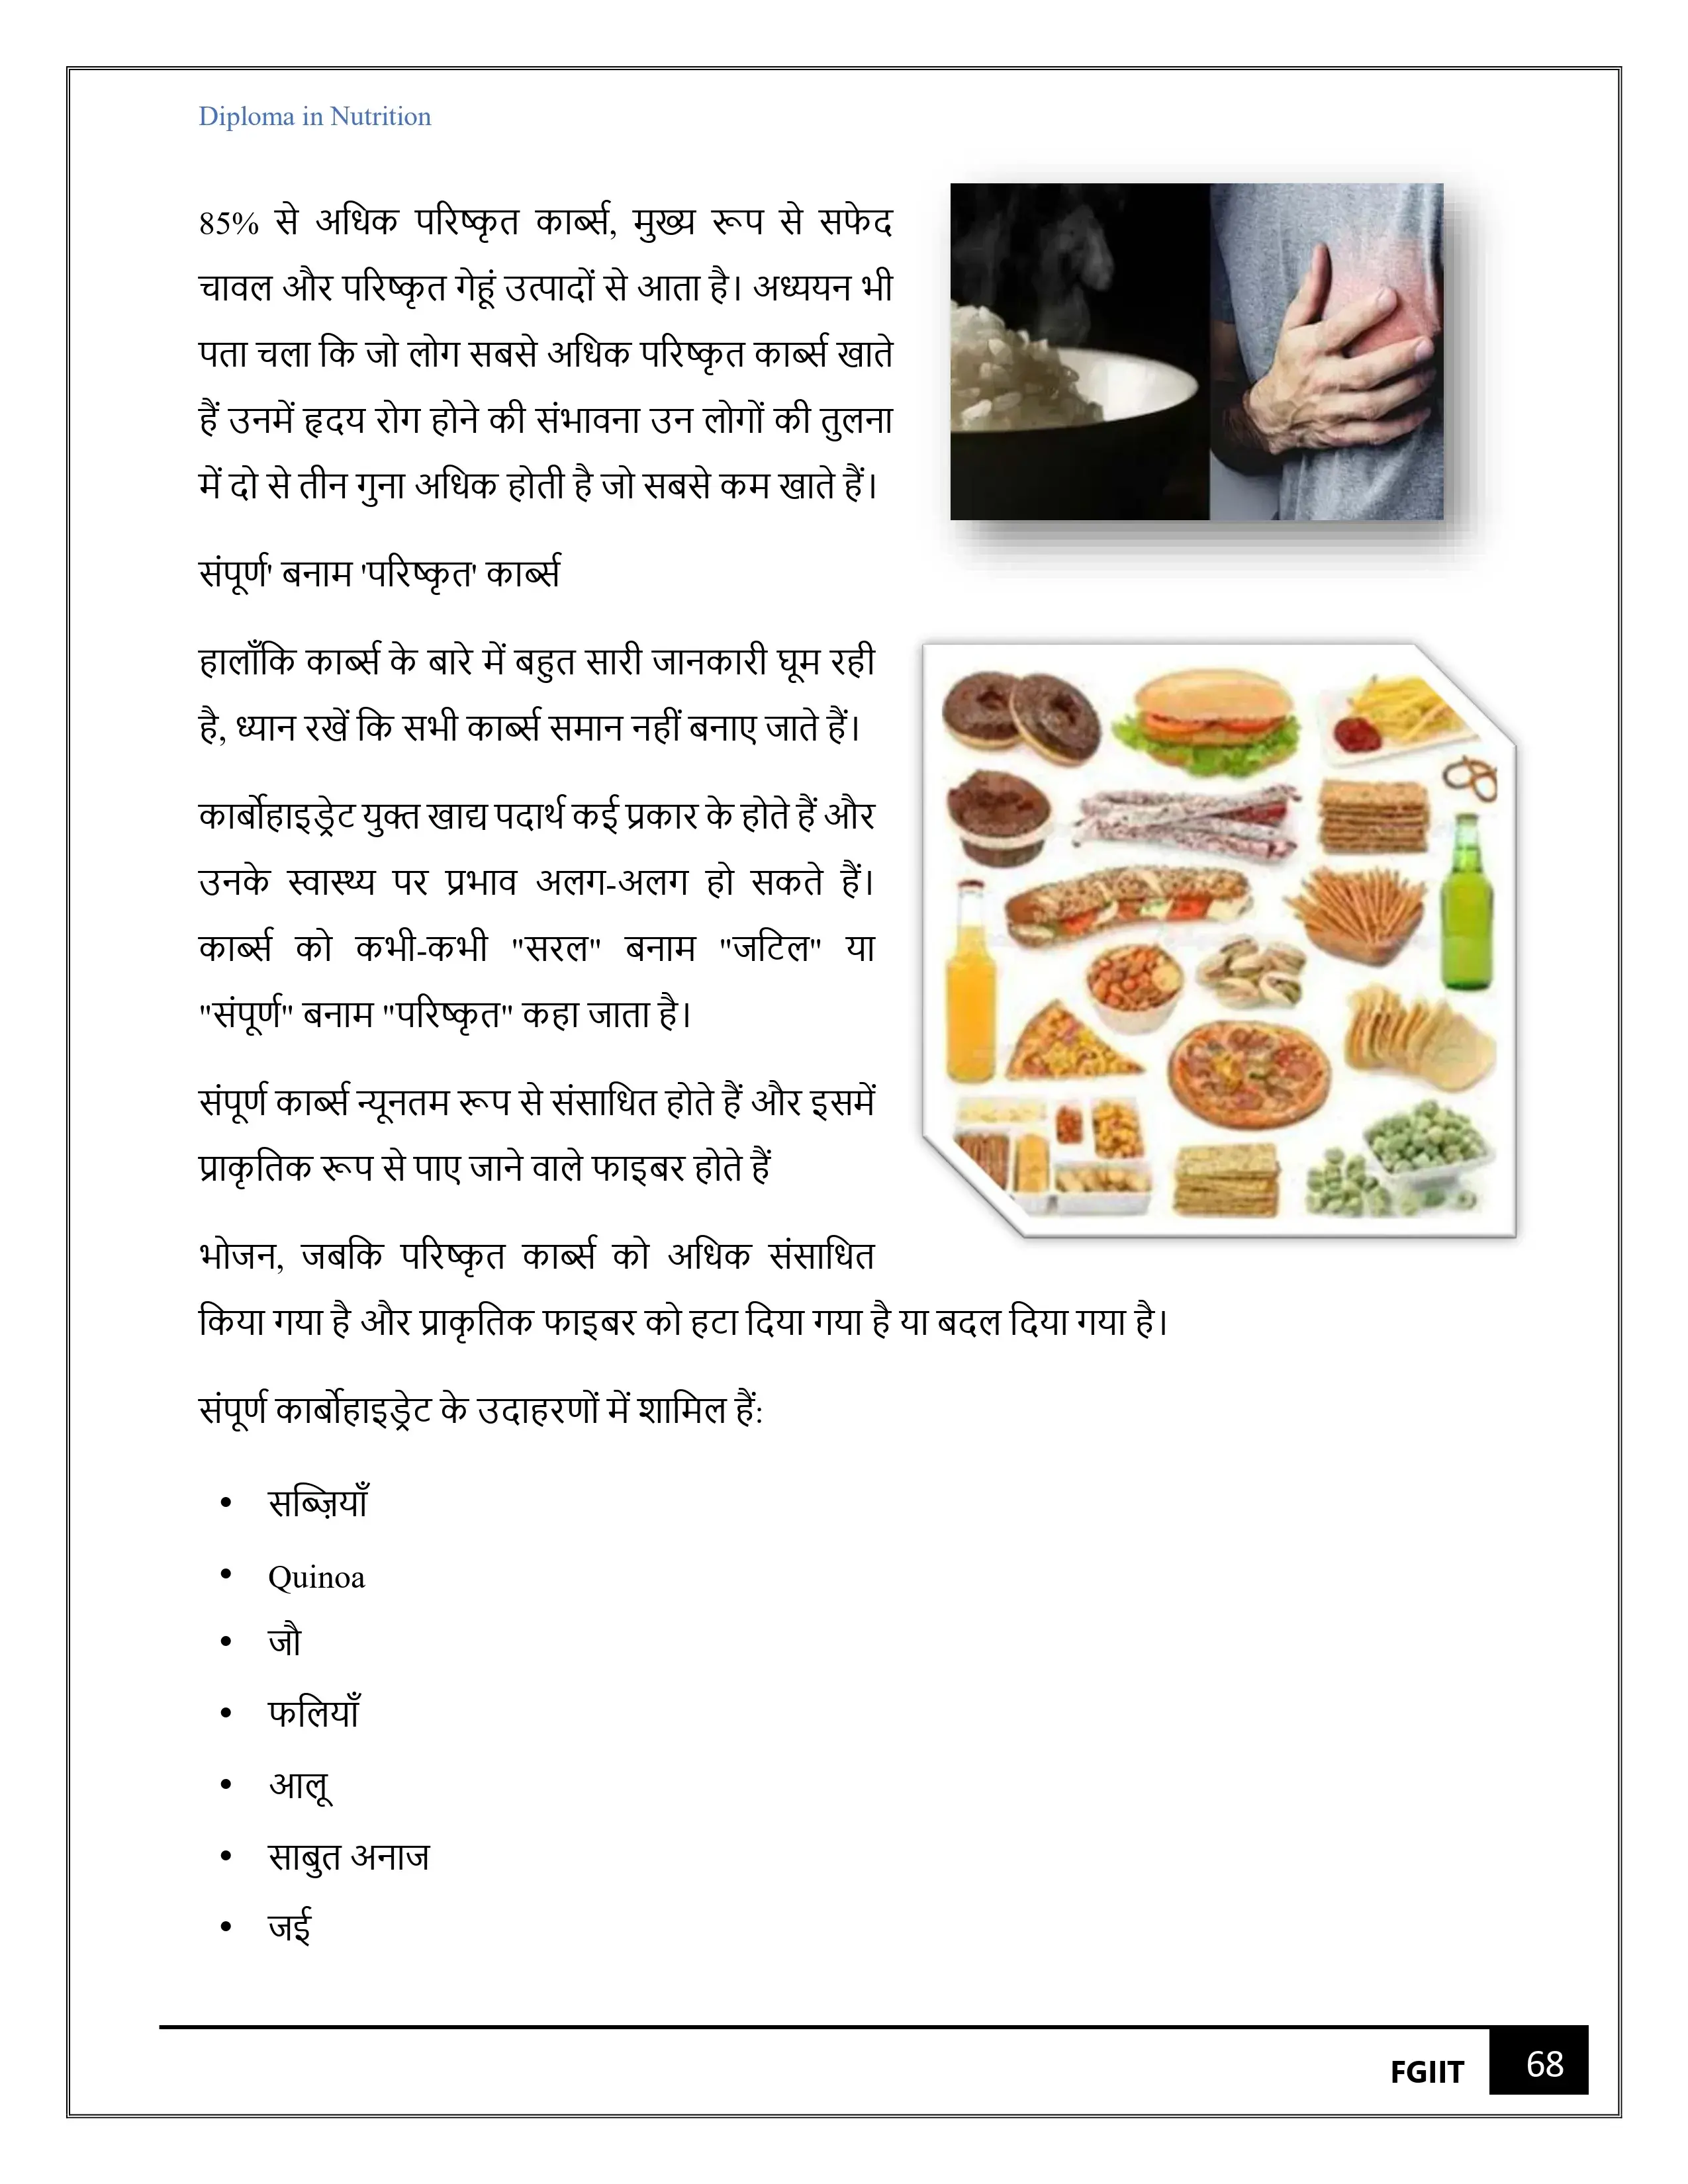 Diploma in Nutrition
85% से अधिक परिष्कृत कार्ब्स, मुख्य रूप से सफेद
चावल और परिष्कृत गेहूं उत्पादों से आता है। अध्ययन भी
पता चला कि जो लोग सबसे अधिक परिष्कृत कार्ब्स खाते
हैं उनमें हृदय रोग होने की संभावना उन लोगों की तुलना
में दो से तीन गुना अधिक होती है जो सबसे कम खाते हैं।
संपूर्ण' बनाम 'परिष्कृत' कार्ब्स
हालाँकि कार्ब्स के बारे में बहुत सारी जानकारी घूम रही
है, ध्यान रखें कि सभी कार्ब्स समान नहीं बनाए जाते हैं।
कार्बोहाइड्रेट युक्त खाद्य पदार्थ कई प्रकार के होते हैं और
उनके स्वास्थ्य पर प्रभाव अलग-अलग हो सकते हैं।
कार्ब्स को कभी-कभी "सरल" बनाम "जटिल" या
"संपूर्ण" बनाम "परिष्कृत" कहा जाता है।
संपूर्ण कार्ब्स न्यूनतम रूप से संसाधित होते हैं और इसमें
प्राकृतिक रूप से पाए जाने वाले फाइबर होते हैं
भोजन, जबकि परिष्कृत कार्ब्स को अधिक संसाधित
किया गया है और प्राकृतिक फाइबर को हटा दिया गया है या बदल दिया गया है।
संपूर्ण कार्बोहाइड्रेट के उदाहरणों में शामिल हैं:
• सब्ज़ियाँ
• Quinoa
• जौ
• फलियाँ
• आलू
• साबुत अनाज
• जई
FGIIT 68